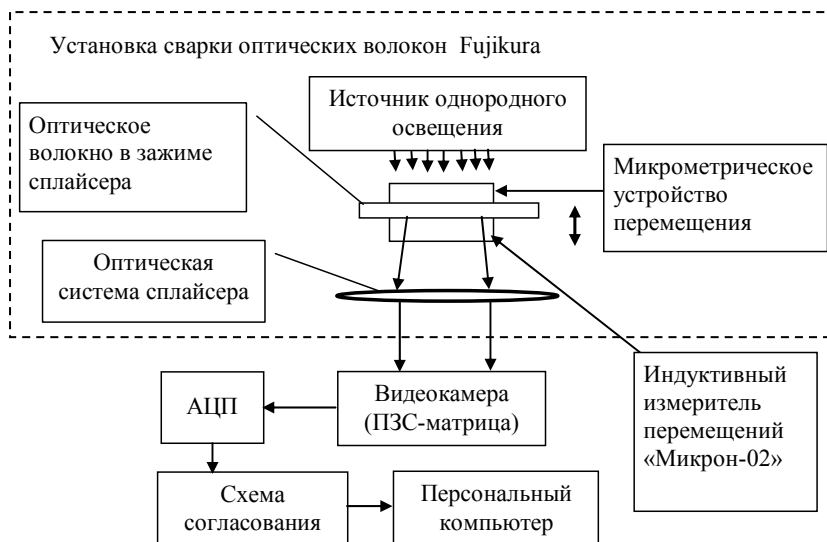 Установка сварки оптических волокон Fujikura
Источник однородного
освещения
Оптическое
волокно в зажиме
сплайсера
Микрометрическое
устройство
перемещения
Оптическая
система сплайсера
Видеокамера
(ПЗС-матрица)
АЦП
Индуктивный
измеритель
перемещений
«Микрон-02»
Схема
согласования
Персональный
компьютер